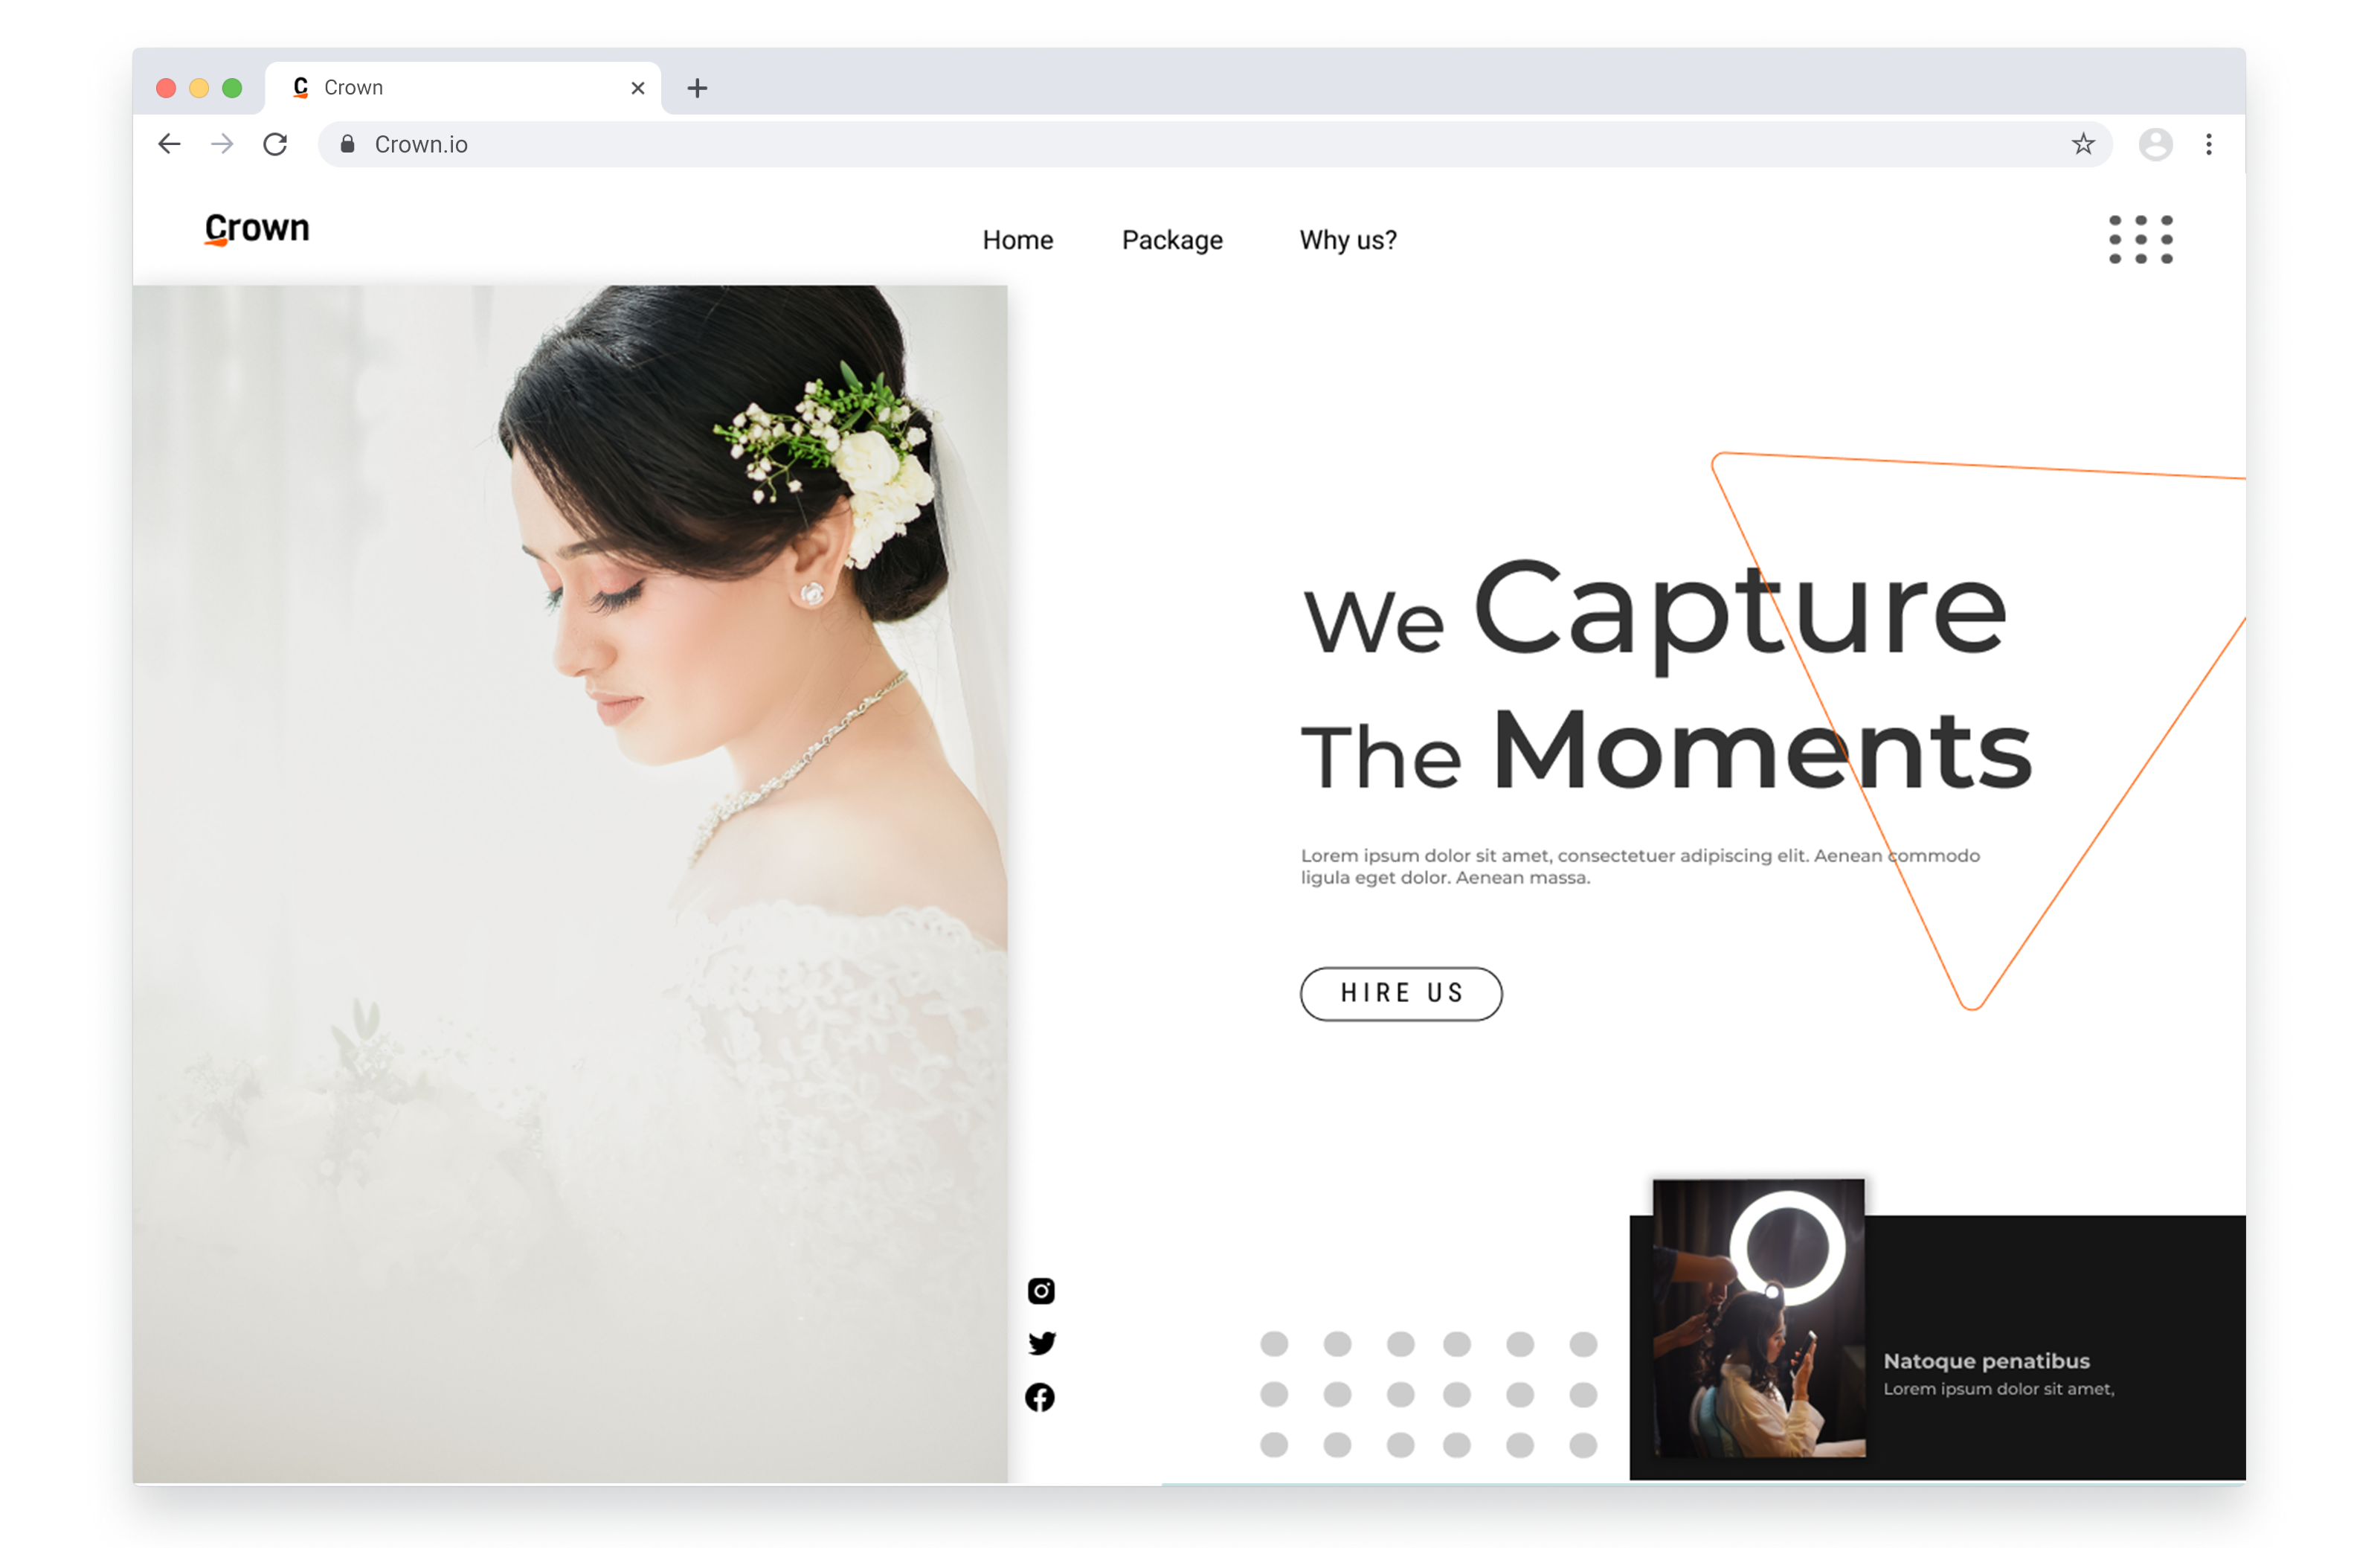 Crown
Crown.io
Crown
Home Package Why us?
We Capture
The Moments
Lorem ipsum dolor sit amet, consectetuer adipiscing elit. Aenean commodo
ligula eget dolor. Aenean massa.
HIRE US
Natoque penatibus
Lorem ipsum dolor sit amet,